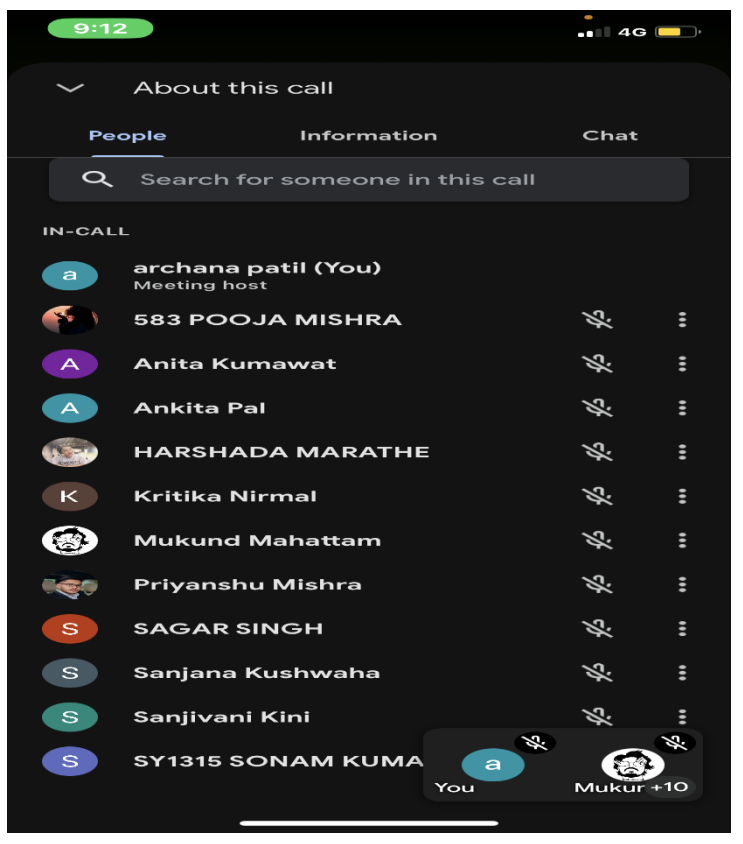 9:12
4G
About this call
People Information Chat
Search for someone in this call
IN-CALL
a
archana patil (You)
Meeting host
583 POOJA MISHRA
A Anita Kumawat
A Ankita Pal
HARSHADA MARATHE
K Kritika Nirmal
Mukund Mahattam
Priyanshu Mishra
S SAGAR SINGH
S Sanjana Kushwaha
S Sanjivani Kini
S SY1315 SONAM KUMA
a
You Mukur +10